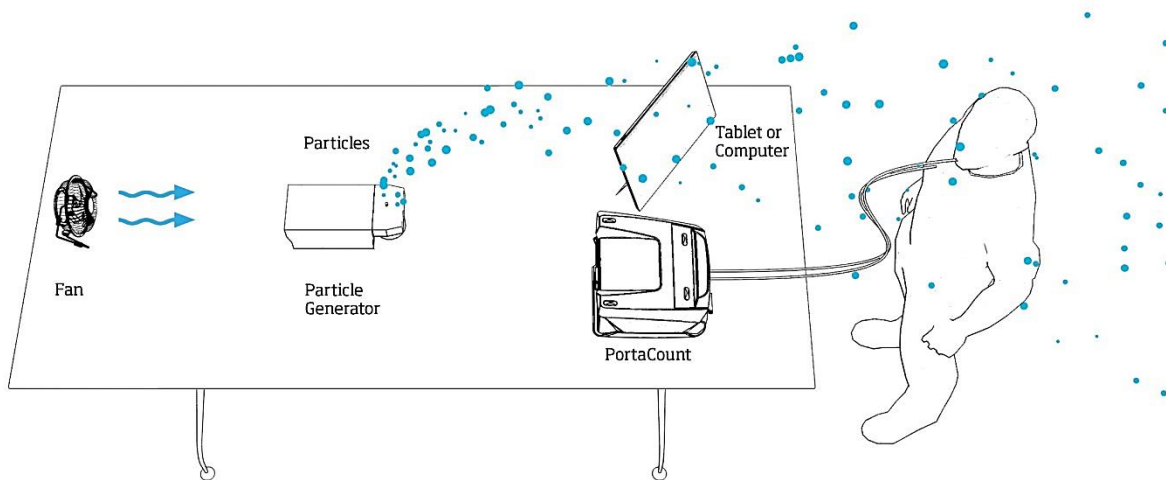 Particles
Tablet or
Computer
Fan
Particle
Generator
PortaCount